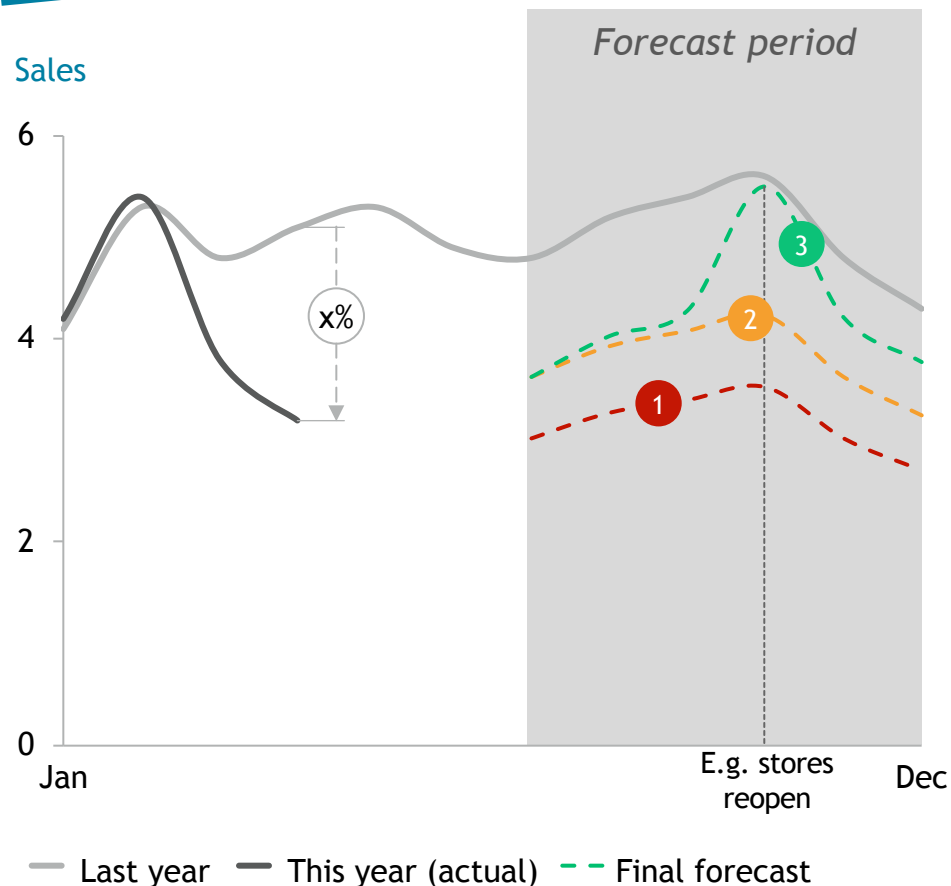 Forecast period
Sales
6
3
x%
2
4
1
2
0
Jan
E.g. stores
reopen
Dec
Last year
This year (actual)
Final forecast